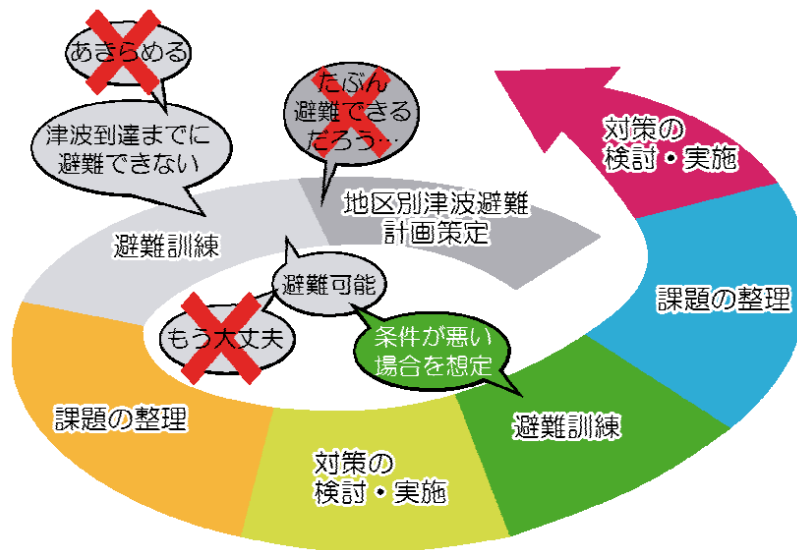 あきらめる
津波到達までに
避難できない
たぶん
避難できる
だろう…
地区別津波避難
計画策定
避難訓練
避難可能
もう大丈夫
条件が悪い
場合を想定
課題の整理
対策の
検討・実施
避難訓練
課題の整理
対策の
検討・実施